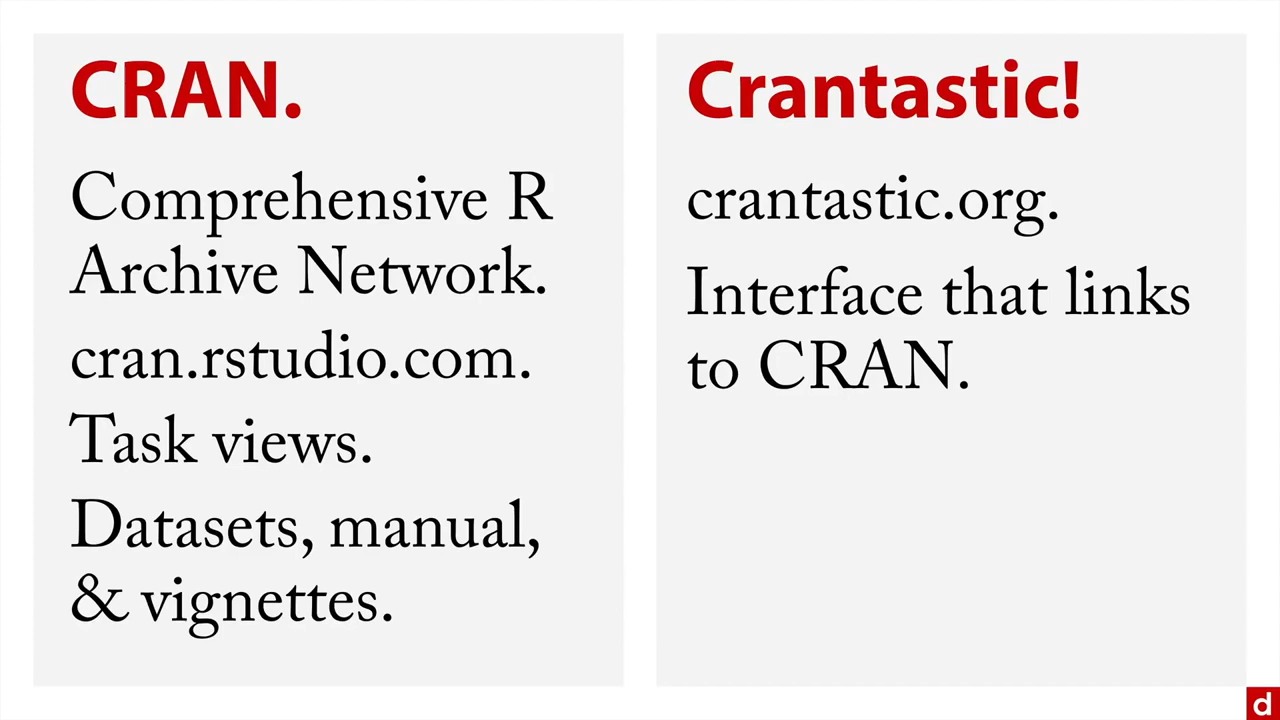 CRAN.
Comprehensive R
Archive Network.
cran.rstudio.com.
Task views.
Datasets, manual,
& vignettes.
Crantastic!
crantastic.org.
Interface that links
to CRAN.
d